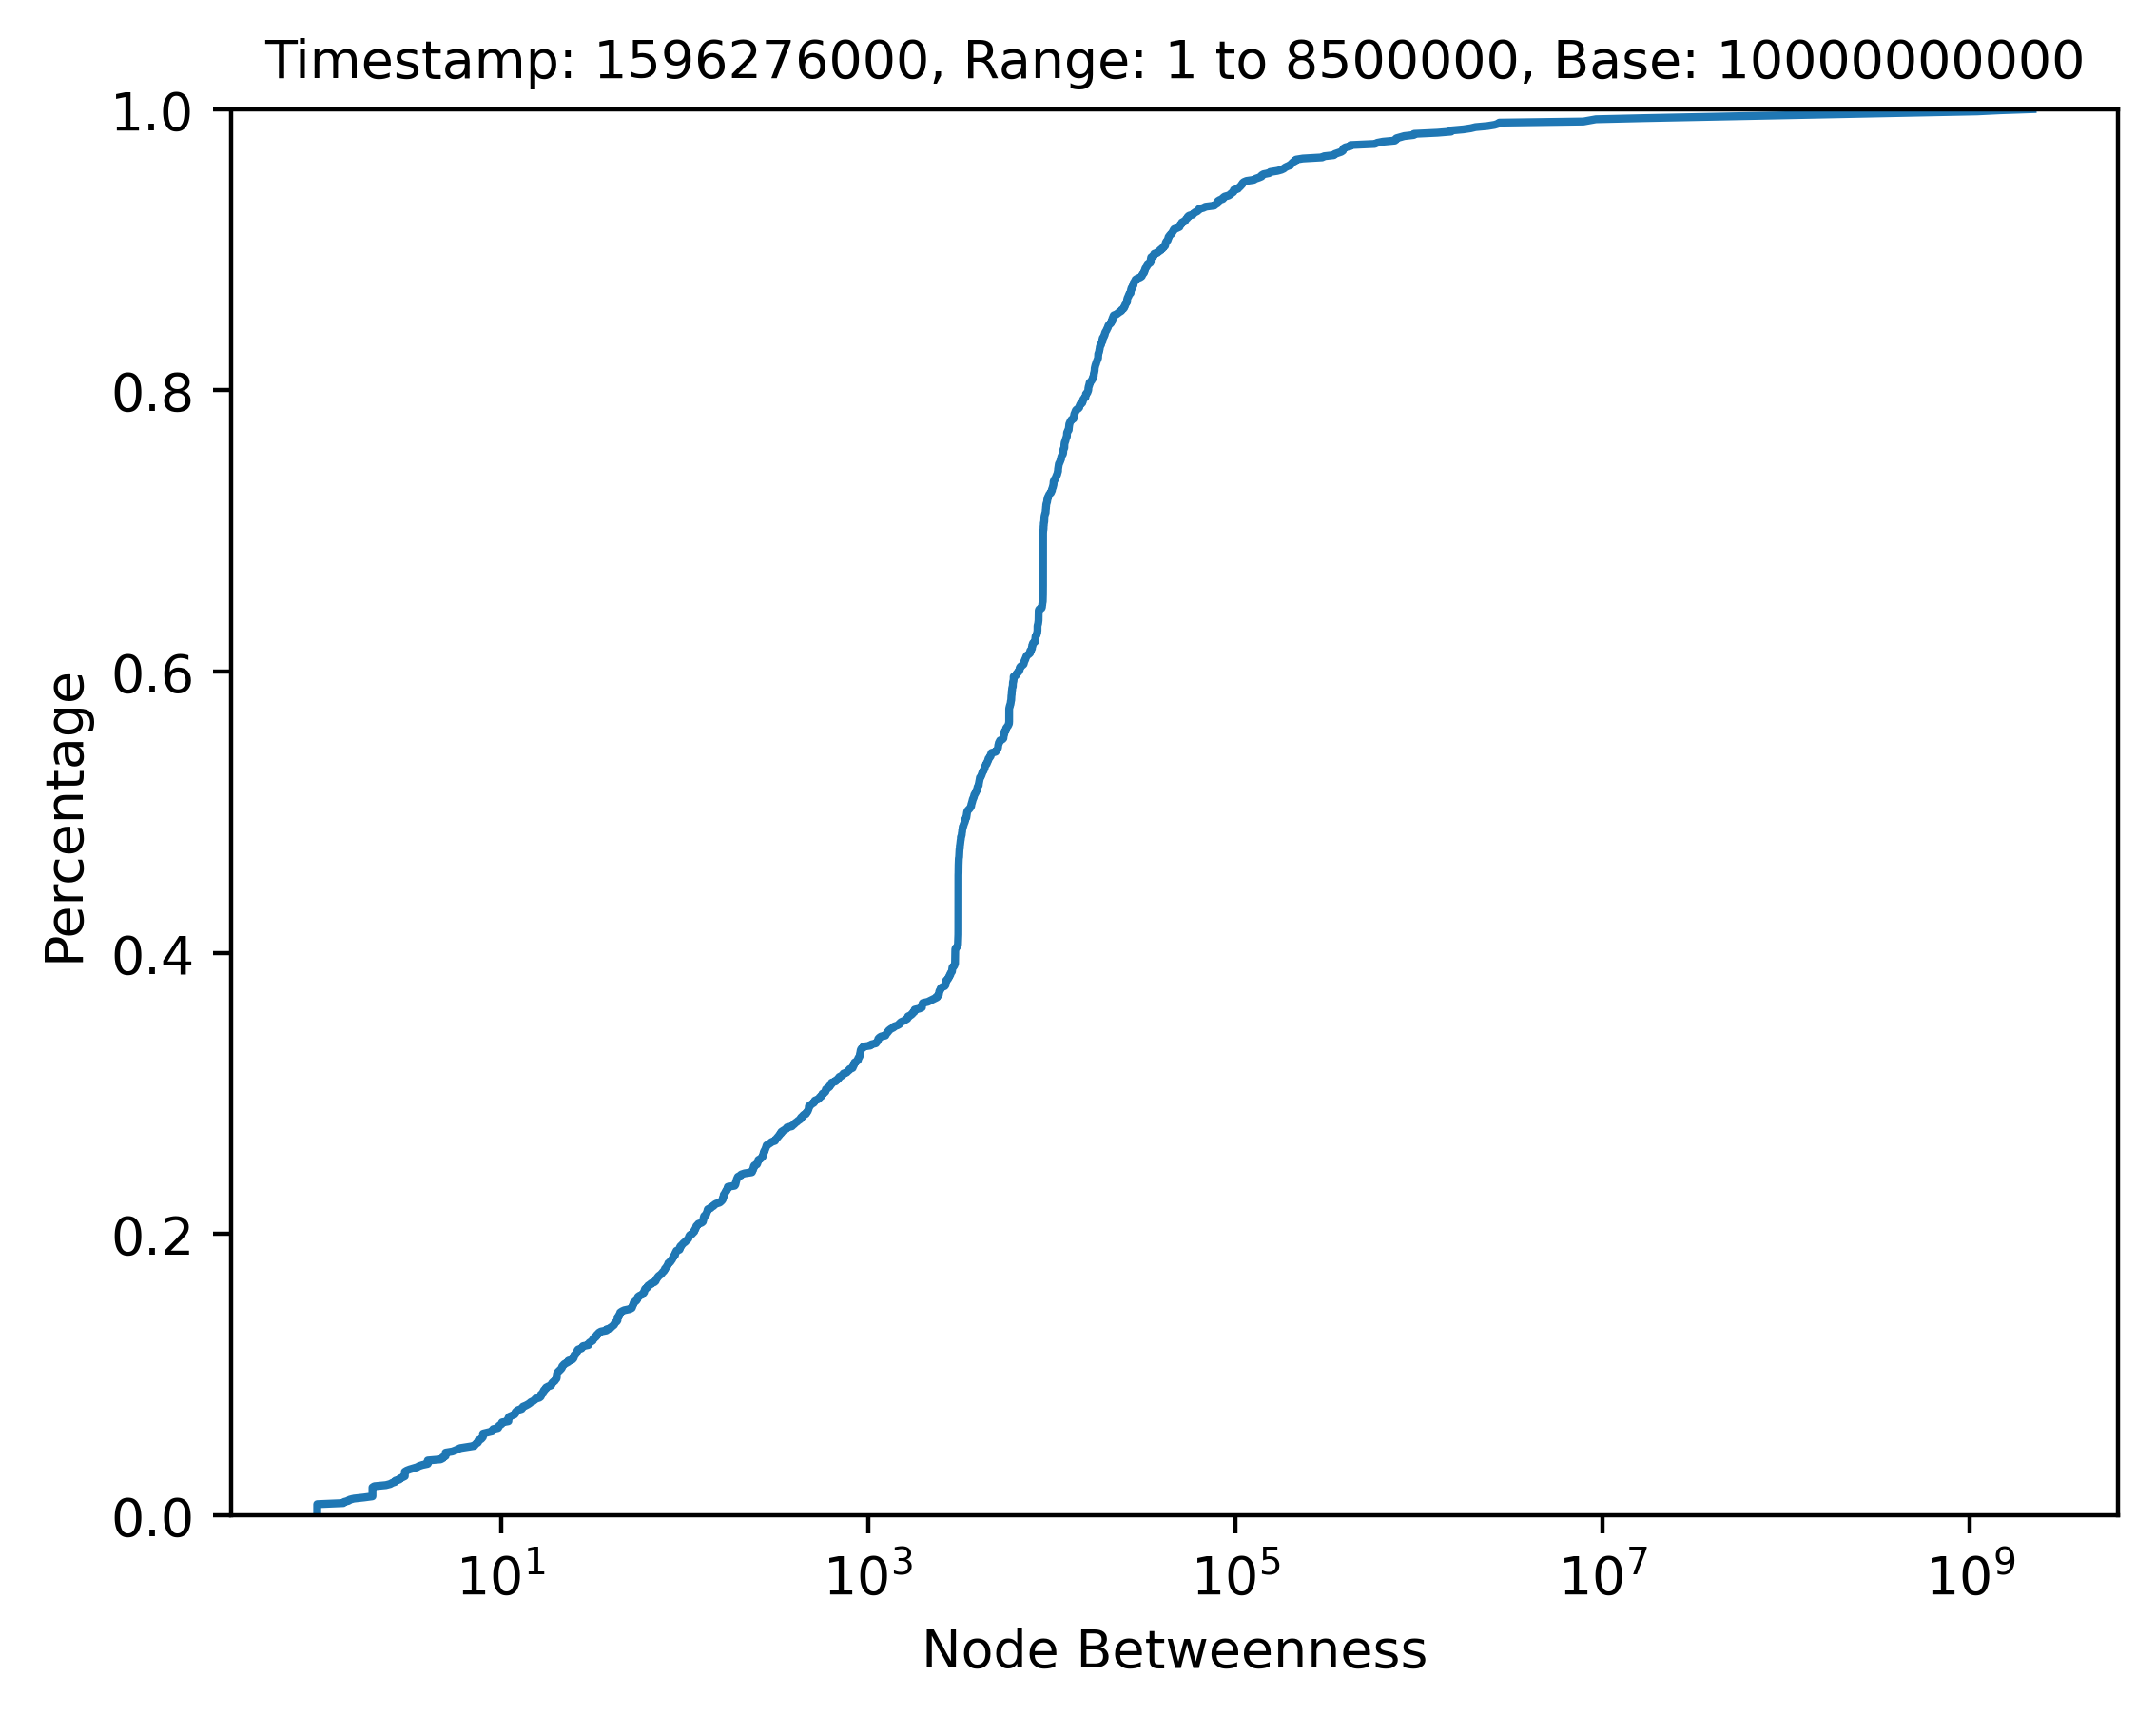 Timestamp: 1596276000, Range: 1 to 8500000, Base: 10000000000
1.0
0.8
0.6
0.4
0.2
0.0
Percentage
10^1 10^3 10^5 10^7 10^9
Node Betweenness